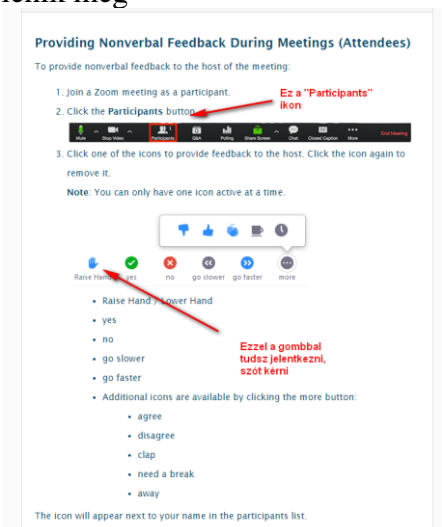 Providing Nonverbal Feedback During Meetings (Attendees)
To provide nonverbal feedback to the host of the meeting:
1. Join a Zoom meeting as a participant.
Ez a "Participants"
ikon
2. Click the Participants button.
Mute Stop Video Participants Q&A Polling Share Screen Chat Closed Caption More End Meeting
3. Click one of the icons to provide feedback to the host. Click the icon again to
remove it.
Note: You can only have one icon active at a time.
Raise Hand yes no go slower go faster more
• Raise Hand / Lower Hand
• yes
• no
• go slower
• go faster
Ezzel a gombbal
tudsz jelentkezni,
szót kérni
• Additional icons are available by clicking the more button:
• agree
• disagree
• clap
• need a break
• away
The icon will appear next to your name in the participants list.